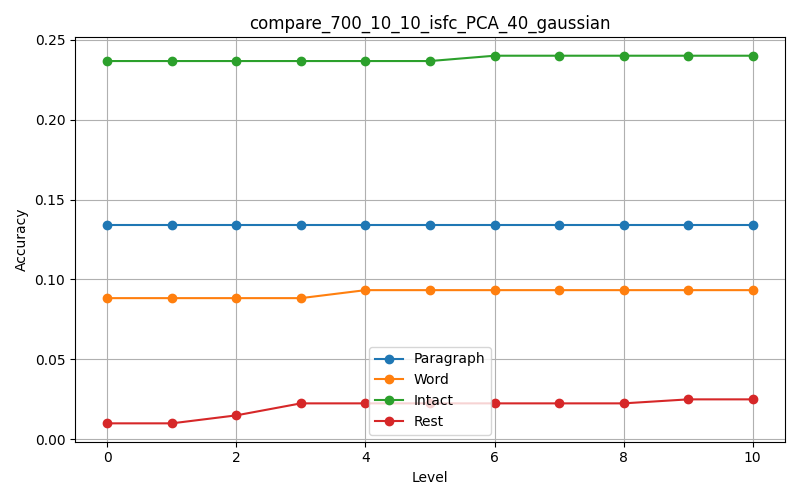 compare_700_10_10_isfc_PCA_40_gaussian
0.25
0.20
0.15
0.10
0.05
0.00
Accuracy
Paragraph
Word
Intact
Rest
0 2 4 6 8 10
Level